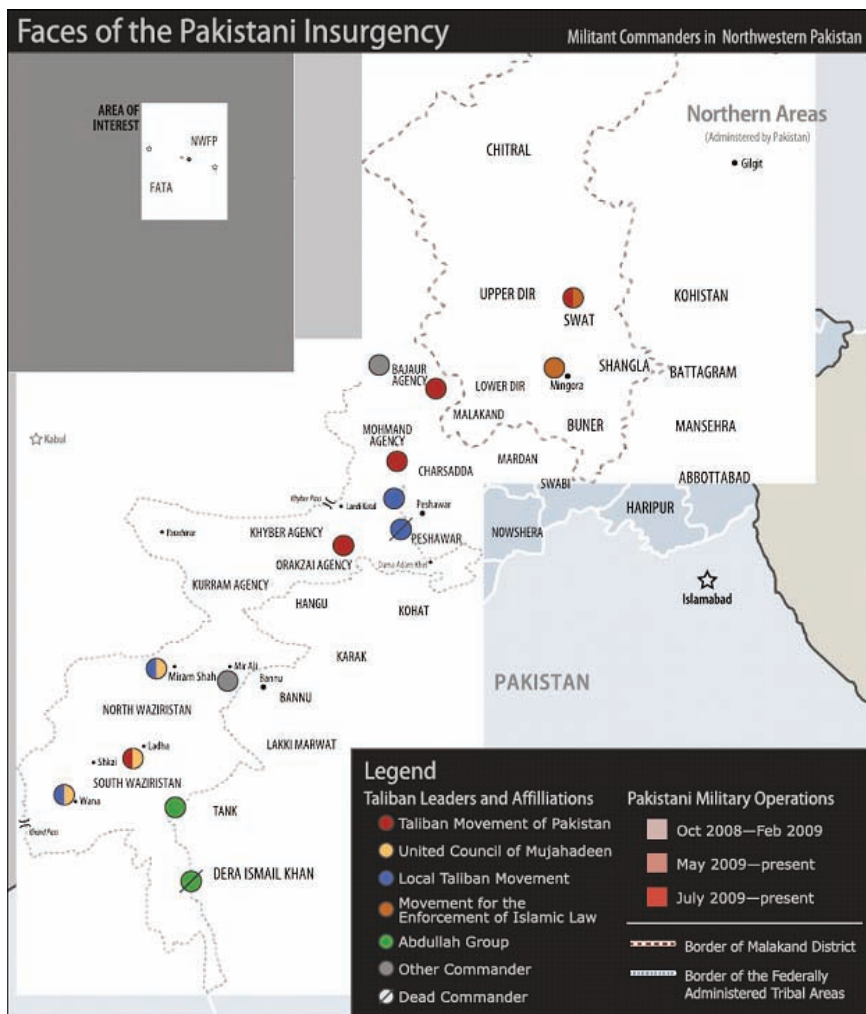 Faces of the Pakistani Insurgency
Militant Commanders in Northwestern Pakistan
AREA OF
INTEREST
NWFP
FATA
Northern Areas
(Adminstered by Pakistan)
Gilgit
CHITRAL
UPPER DIR
SWAT
KOHISTAN
BAJAUR
AGENCY
LOWER DIR
Mingora
SHANGLA
BATTAGRAM
MALAKAND
BUNER
MANSEHRA
Kabul
MOHMAND
AGENCY
CHARSADDA
MARDAN
SWABI
ABBOTTABAD
Khyber Pass
Landi Kotal
Peshawar
PESHAWAR
NOWSHERA
HARIPUR
KHYBER AGENCY
ORAKZAI AGENCY
Darra Adam Khel
KURRAM AGENCY
HANGU
KOHAT
Islamabad
KARAK
Miram Shah
Mir Ali
Bannu
BANNU
PAKISTAN
NORTH WAZIRISTAN
LAKKI MARWAT
Ladha
Shkai
SOUTH WAZIRISTAN
Wana
TANK
DERA ISMAIL KHAN
Legend
Taliban Leaders and Affilliations
Taliban Movement of Pakistan
United Council of Mujahadeen
Local Taliban Movement
Movement for the
Enforcement of Islamic Law
Abdullah Group
Other Commander
Dead Commander
Pakistani Military Operations
Oct 2008—Feb 2009
May 2009—present
July 2009—present
Border of Malakand District
Border of the Federally
Administered Tribal Areas